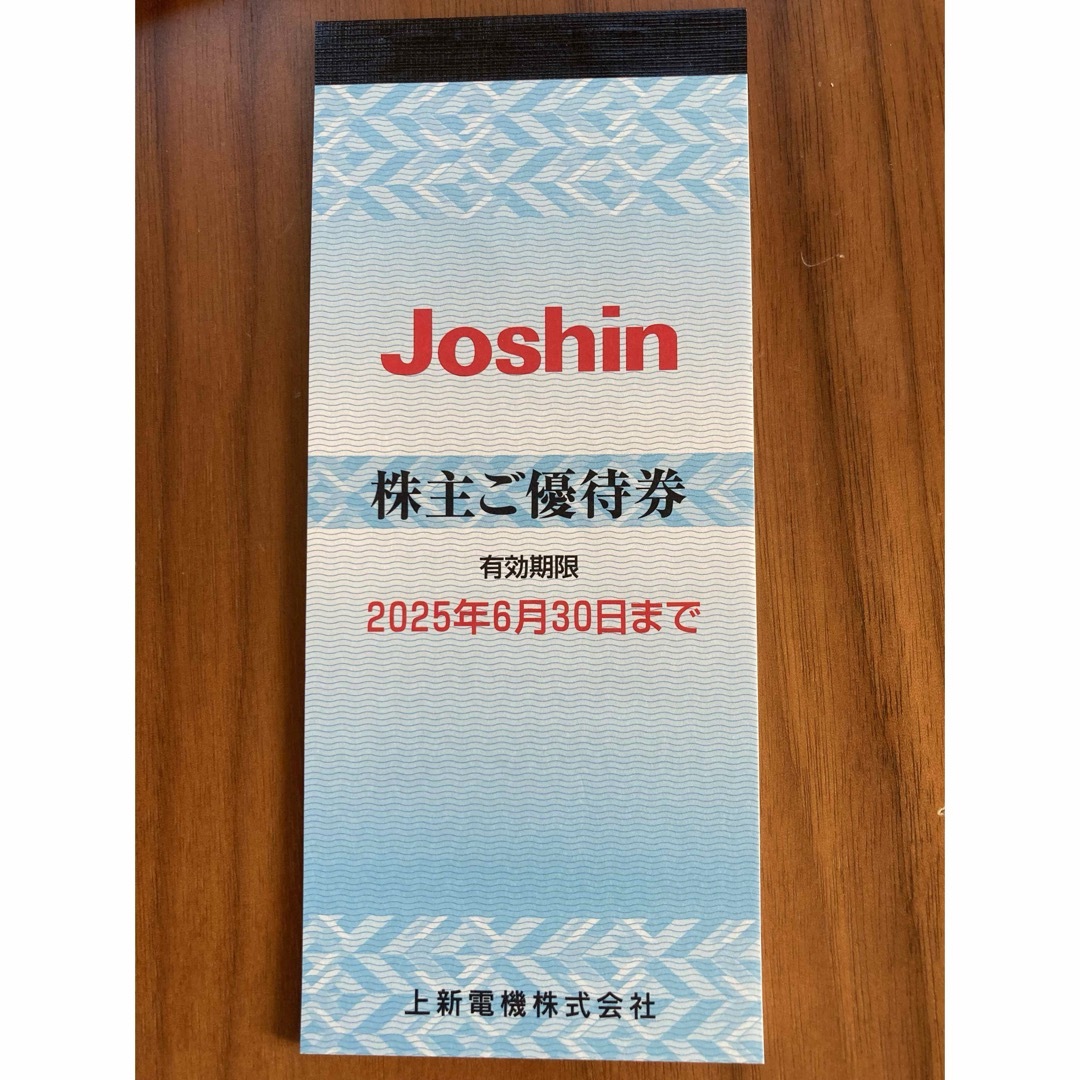 Joshin
株主ご優待券
有効期限
2025年6月30日まで
上新電機株式会社